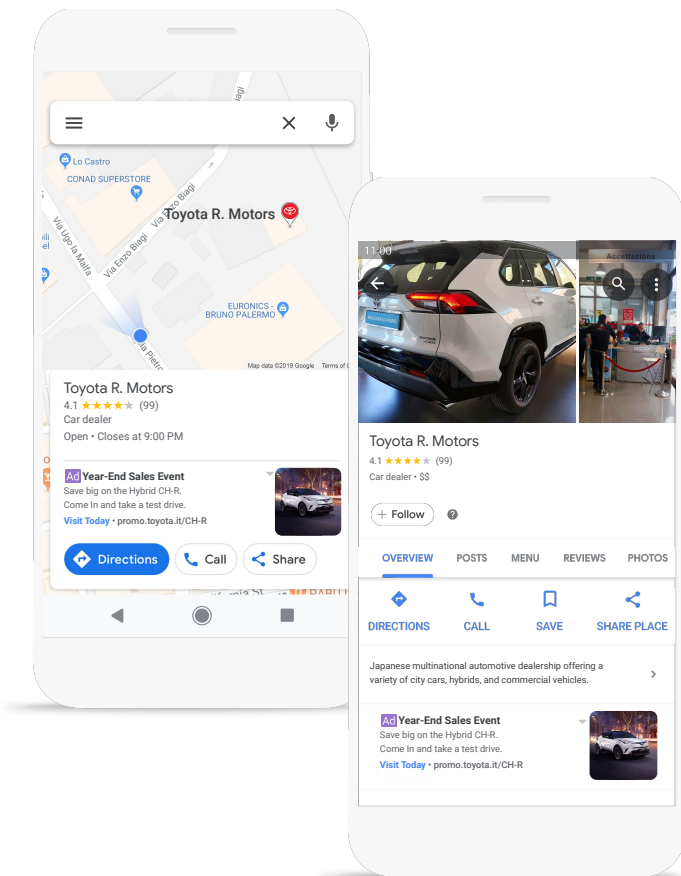 Lo Castro
CONAD SUPERSTORE
Via Enzo Biagi
Toyota R. Motors
Via Ugo la Malfa
Via Enzo Biagi
EURONICS -
BRUNO PALERMO
Map data ©2019 Google Terms of
Toyota R. Motors
4.1 (99)
Car dealer
Open • Closes at 9:00 PM
Ad Year-End Sales Event
Save big on the Hybrid CH-R.
Come In and take a test drive.
Visit Today • promo.toyota.it/CH-R
Directions
Call
Share
11:00
Accettazione
Toyota R. Motors
4.1 (99)
Car dealer • $$
+ Follow
?
OVERVIEW
POSTS
MENU
REVIEWS
PHOTOS
DIRECTIONS
CALL
SAVE
SHARE PLACE
Japanese multinational automotive dealership offering a
variety of city cars, hybrids, and commercial vehicles.
Ad Year-End Sales Event
Save big on the Hybrid CH-R.
Come In and take a test drive.
Visit Today • promo.toyota.it/CH-R